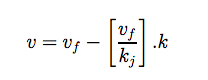 v = v_f − [v_f / k_j] .k